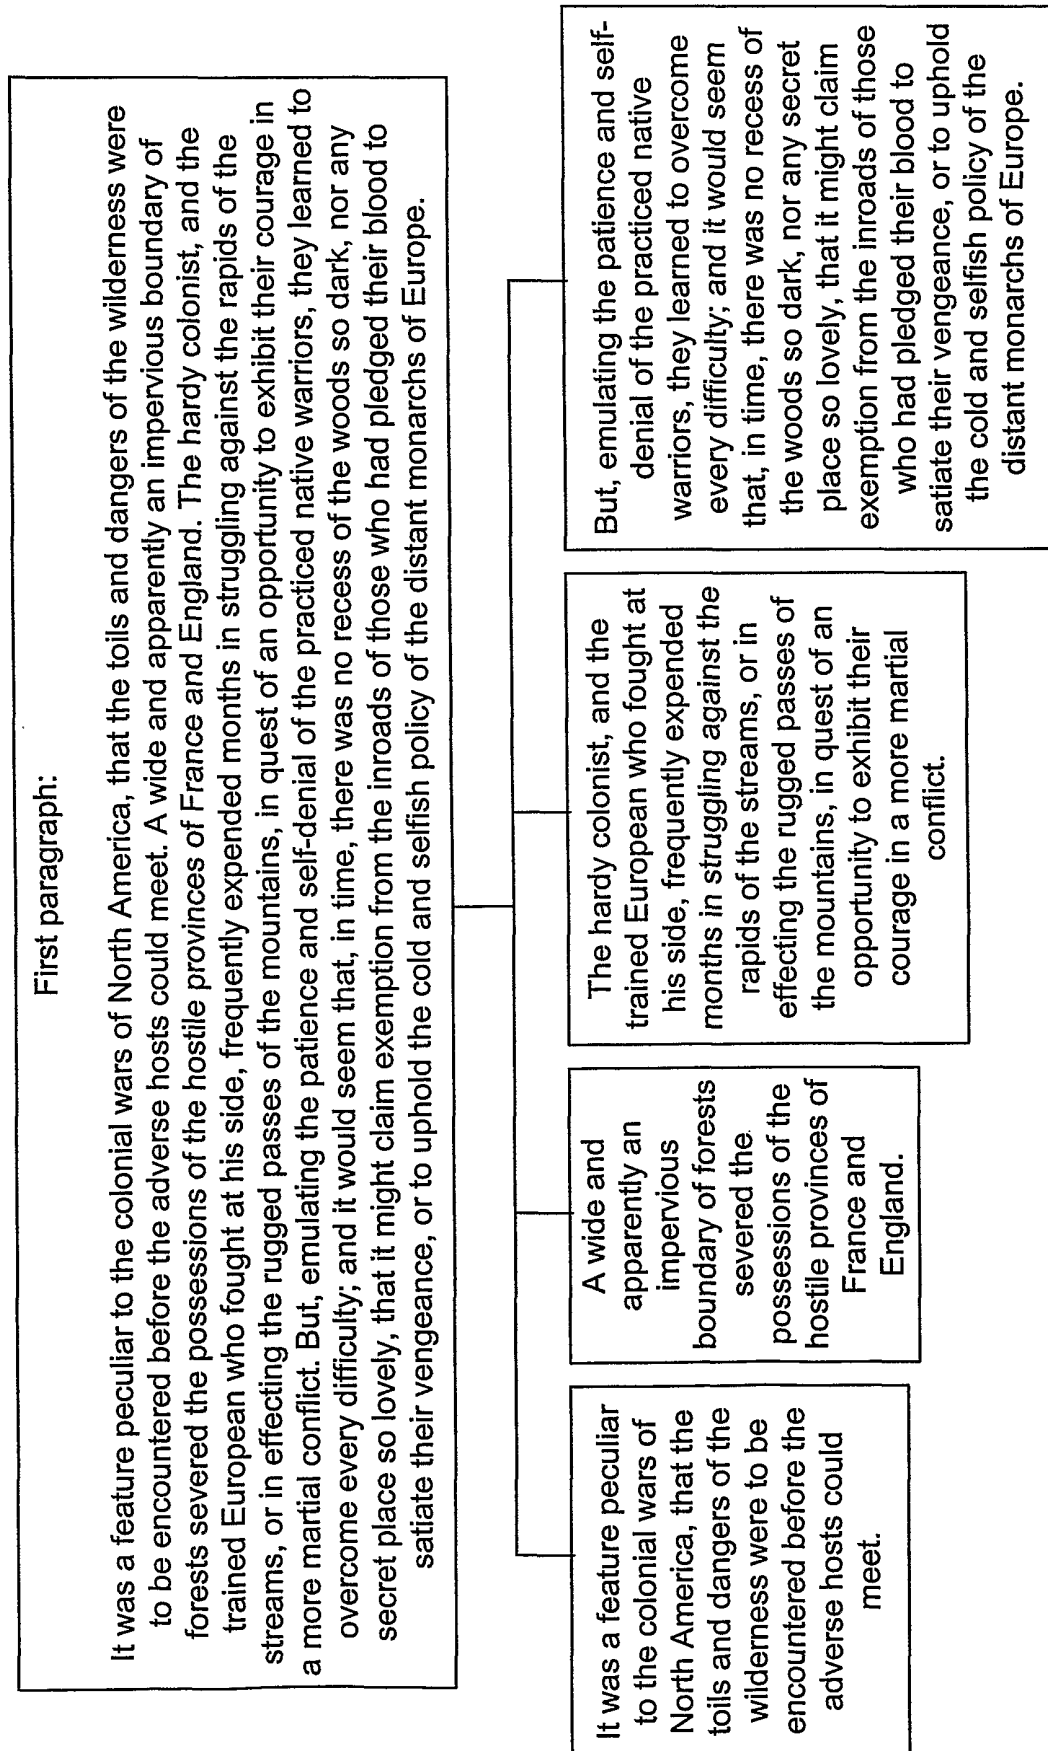 First paragraph:
It was a feature peculiar to the colonial wars of North America, that the toils and dangers of the wilderness were
to be encountered before the adverse hosts could meet. A wide and apparently an impervious boundary of
forests severed the possessions of the hostile provinces of France and England. The hardy colonist, and the
trained European who fought at his side, frequently expended months in struggling against the rapids of the
streams, or in effecting the rugged passes of the mountains, in quest of an opportunity to exhibit their courage in
a more martial conflict. But, emulating the patience and self-denial of the practiced native warriors, they learned to
overcome every difficulty; and it would seem that, in time, there was no recess of the woods so dark, nor any
secret place so lovely, that it might claim exemption from the inroads of those who had pledged their blood to
satiate their vengeance, or to uphold the cold and selfish policy of the distant monarchs of Europe.
It was a feature peculiar
to the colonial wars of
North America, that the
toils and dangers of the
wilderness were to be
encountered before the
adverse hosts could
meet.
A wide and
apparently an
impervious
boundary of forests
severed the
possessions of the
hostile provinces of
France and
England.
The hardy colonist, and the
trained European who fought at
his side, frequently expended
months in struggling against the
rapids of the streams, or in
effecting the rugged passes of
the mountains, in quest of an
opportunity to exhibit their
courage in a more martial
conflict.
But, emulating the patience and self-
denial of the practiced native
warriors, they learned to overcome
every difficulty; and it would seem
that, in time, there was no recess of
the woods so dark, nor any secret
place so lovely, that it might claim
exemption from the inroads of those
who had pledged their blood to
satiate their vengeance, or to uphold
the cold and selfish policy of the
distant monarchs of Europe.